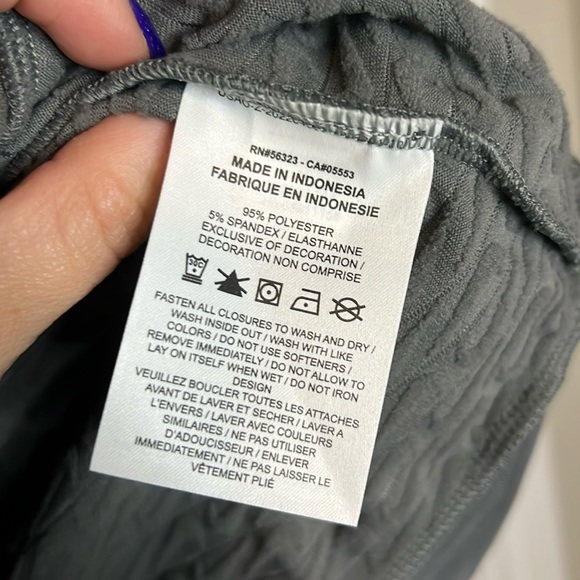 RN#56323 - CA#05553
MADE IN INDONESIA
FABRIQUE EN INDONESIE
95% POLYESTER
5% SPANDEX / ELASTHANNE
EXCLUSIVE OF DECORATION /
DECORATION NON COMPRISE
FASTEN ALL CLOSURES TO WASH AND DRY /
WASH INSIDE OUT / WASH WITH LIKE
COLORS / DO NOT USE SOFTENERS /
REMOVE IMMEDIATELY / DO NOT ALLOW TO
LAY ON ITSELF WHEN WET / DO NOT IRON
DESIGN
VEUILLEZ BOUCLER TOUTES LES ATTACHES
AVANT DE LAVER ET SECHER / LAVER A
L'ENVERS / LAVER AVEC COULEURS
SIMILAIRES / NE PAS UTILISER
D'ADOUCISSEUR / ENLEVER
IMMEDIATEMENT / NE PAS LAISSER LE
VÊTEMENT PLIÉ